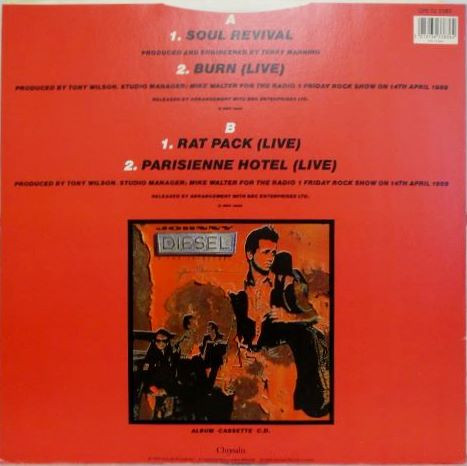 A
1. SOUL REVIVAL
PRODUCED AND ENGINEERED BY TERRY MANNING
2. BURN (LIVE)
PRODUCED BY TONY WILSON. STUDIO MANAGER; MIKE WALTER FOR THE RADIO 1 FRIDAY ROCK SHOW ON 14TH APRIL 1989
RELEASED BY ARRANGEMENT WITH BBC ENTERPRISES LTD.
B
1. RAT PACK (LIVE)
2. PARISIENNE HOTEL (LIVE)
PRODUCED BY TONY WILSON. STUDIO MANAGER; MIKE WALTER FOR THE RADIO 1 FRIDAY ROCK SHOW ON 14TH APRIL 1989
RELEASED BY ARRANGEMENT WITH BBC ENTERPRISES LTD.
JOHNNY
DIESEL
ALBUM · CASSETTE · C.D.
Chrysalis